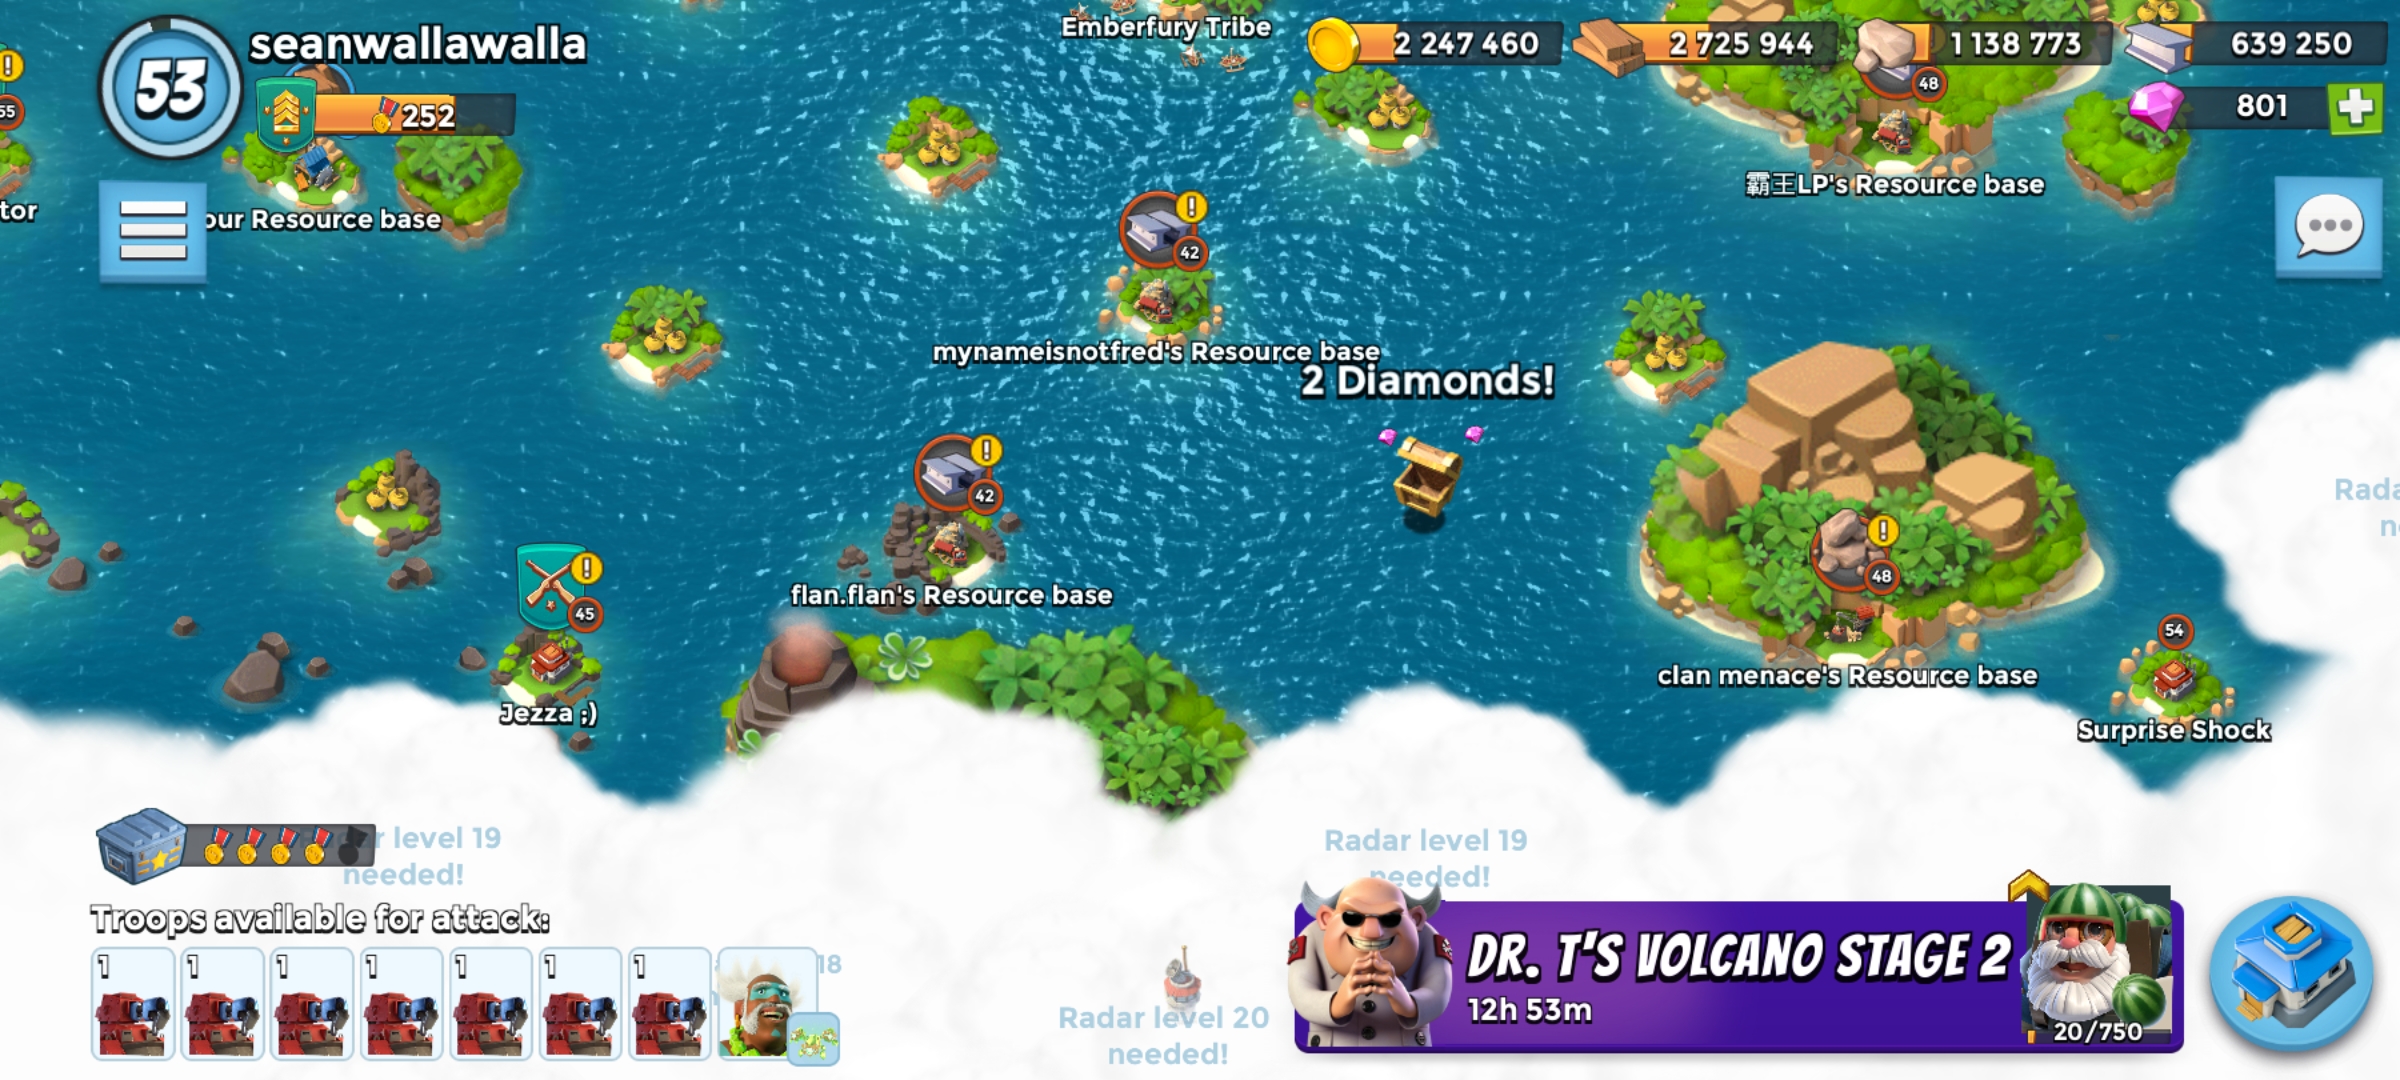 Emberfury Tribe
53
seanwallawalla
252
2 247 460
2 725 944
1 138 773
639 250
801
!
55
48
霸王LP's Resource base
tor
our Resource base
!
42
mynameisnotfred's Resource base
2 Diamonds!
!
42
flan.flan's Resource base
!
45
Jezza ;)
!
48
clan menace's Resource base
54
Surprise Shock
Rada
n
r level 19
needed!
Radar level 19
needed!
Troops available for attack:
1
1
1
1
1
1
1
18
Radar level 20
needed!
DR. T'S VOLCANO STAGE 2
12h 53m
20/750